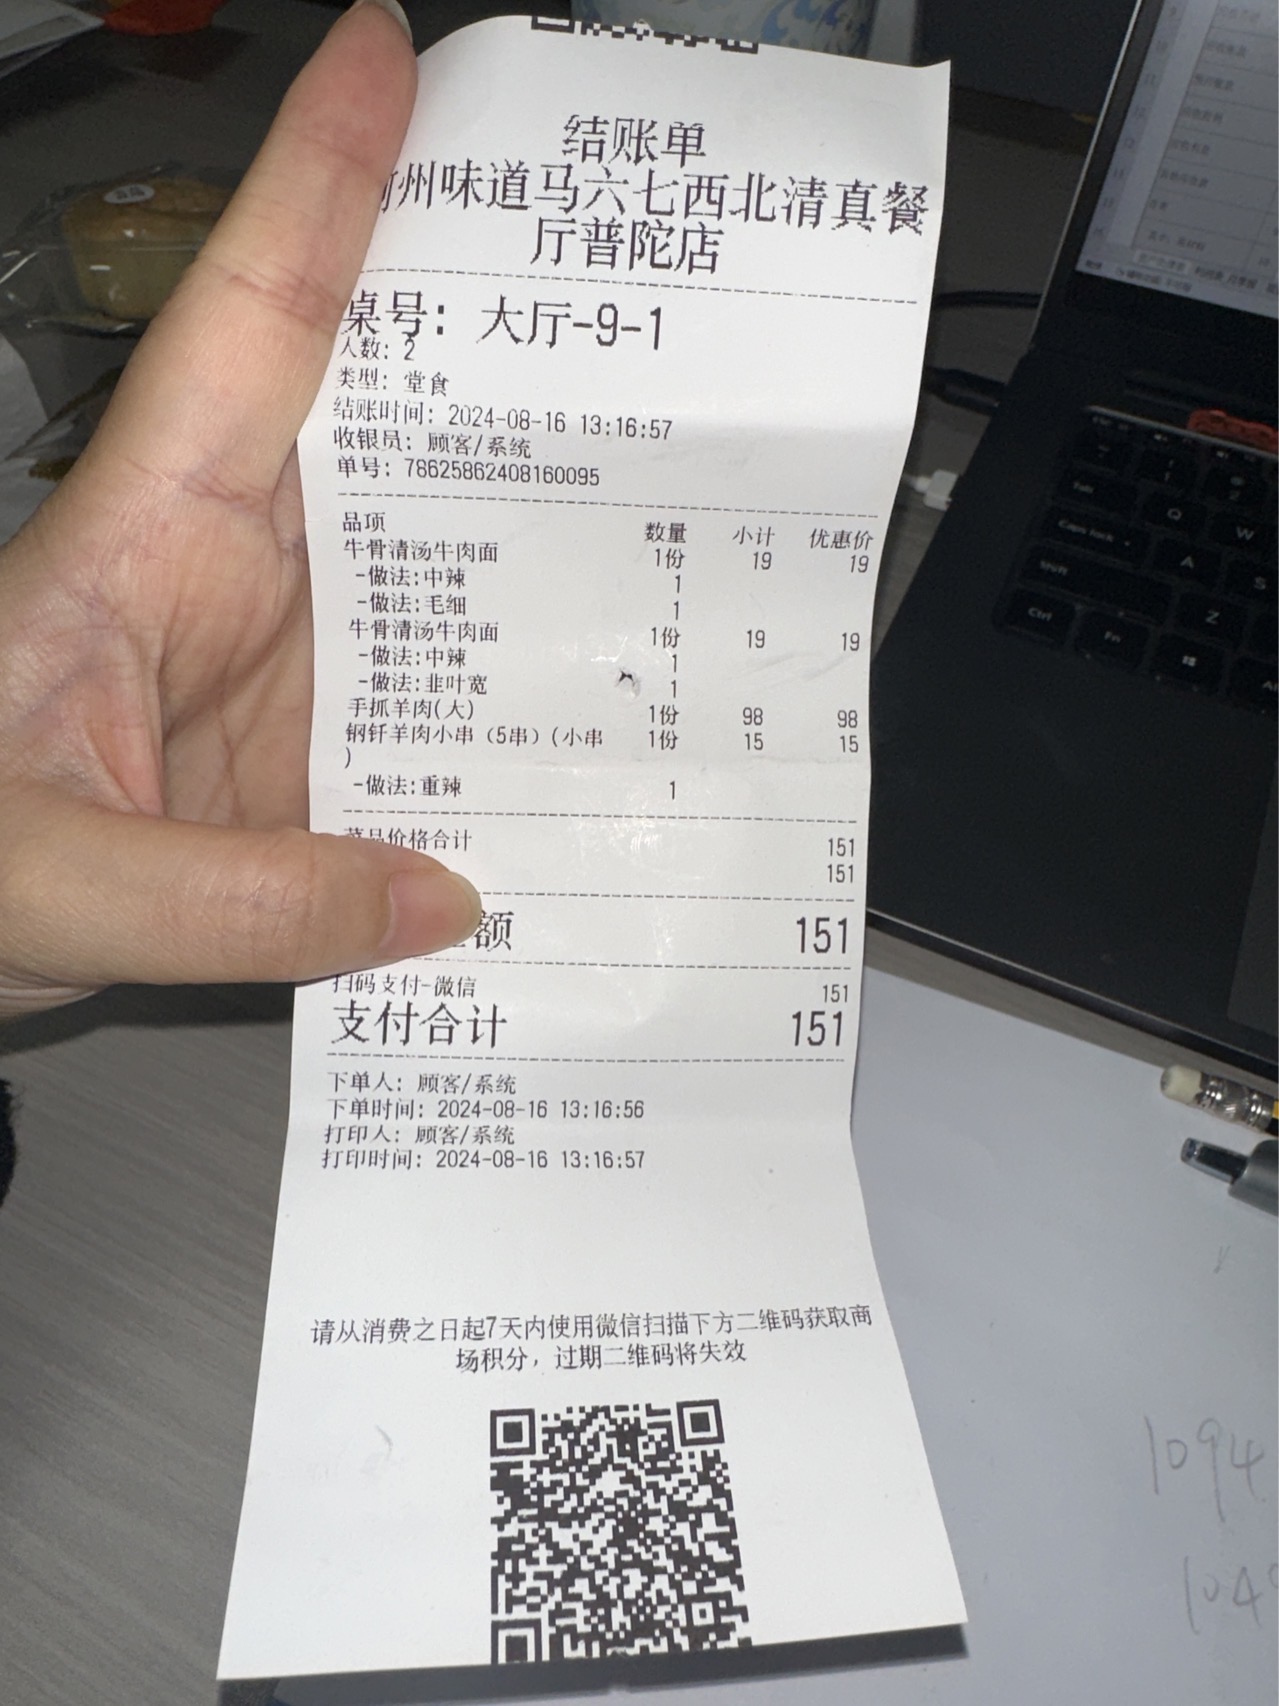 结账单
州味道马六七西北清真餐
厅普陀店
桌号: 大厅-9-1
人数: 2
类型: 堂食
结账时间: 2024-08-16 13:16:57
收银员: 顾客/系统
单号: 786258862408160095
品项 数量 小计 优惠价
牛骨清汤牛肉面 1份 19 19
-做法:中辣 1
-做法:毛细 1
牛骨清汤牛肉面 1份 19 19
-做法:中辣 1
-做法:韭叶宽 1
手抓羊肉(大) 1份 98 98
钢钎羊肉小串（5串）(小串 1份 15 15
)
-做法:重辣 1
菜品价格合计 151
151
额 151
扫码支付-微信 151
支付合计 151
下单人: 顾客/系统
下单时间: 2024-08-16 13:16:56
打印人: 顾客/系统
打印时间: 2024-08-16 13:16:57
请从消费之日起7天内使用微信扫描下方二维码获取商
场积分，过期二维码将失效
1094
104
Caps Lock
Shift
Ctrl
Fn
Q
W
A
S
Z